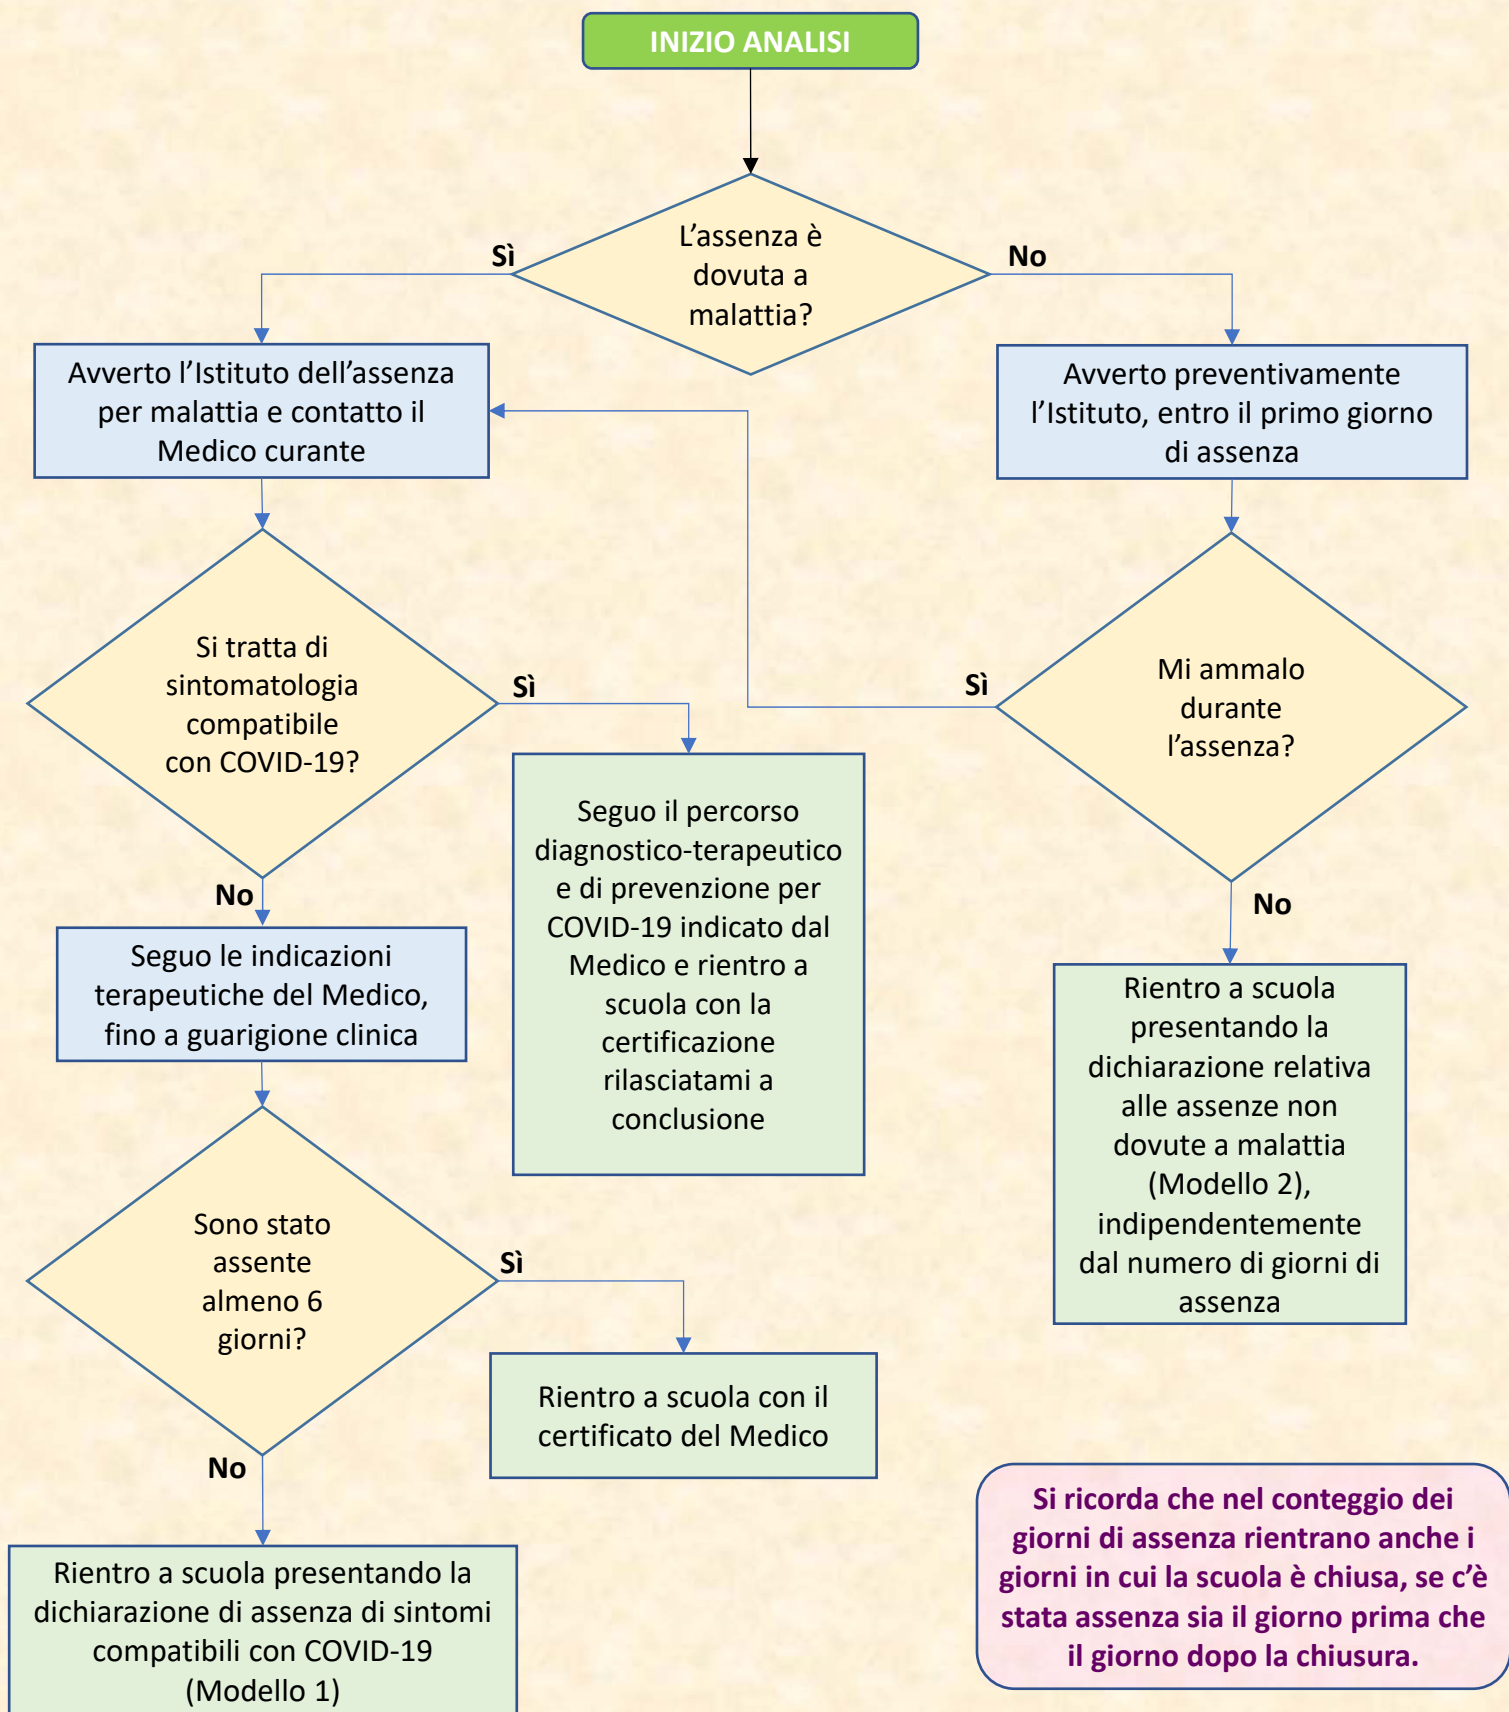 INIZIO ANALISI
L’assenza è
dovuta a
malattia?
Sì
No
Avverto l’Istituto dell’assenza
per malattia e contatto il
Medico curante
Avverto preventivamente
l’Istituto, entro il primo giorno
di assenza
Si tratta di
sintomatologia
compatibile
con COVID-19?
Sì
No
Mi ammalo
durante
l’assenza?
Sì
No
Seguo il percorso
diagnostico-terapeutico
e di prevenzione per
COVID-19 indicato dal
Medico e rientro a
scuola con la
certificazione
rilasciatami a
conclusione
Seguo le indicazioni
terapeutiche del Medico,
fino a guarigione clinica
Rientro a scuola
presentando la
dichiarazione relativa
alle assenze non
dovute a malattia
(Modello 2),
indipendentemente
dal numero di giorni di
assenza
Sono stato
assente
almeno 6
giorni?
Sì
No
Rientro a scuola con il
certificato del Medico
Rientro a scuola presentando la
dichiarazione di assenza di sintomi
compatibili con COVID-19
(Modello 1)
Si ricorda che nel conteggio dei
giorni di assenza rientrano anche i
giorni in cui la scuola è chiusa, se c’è
stata assenza sia il giorno prima che
il giorno dopo la chiusura.